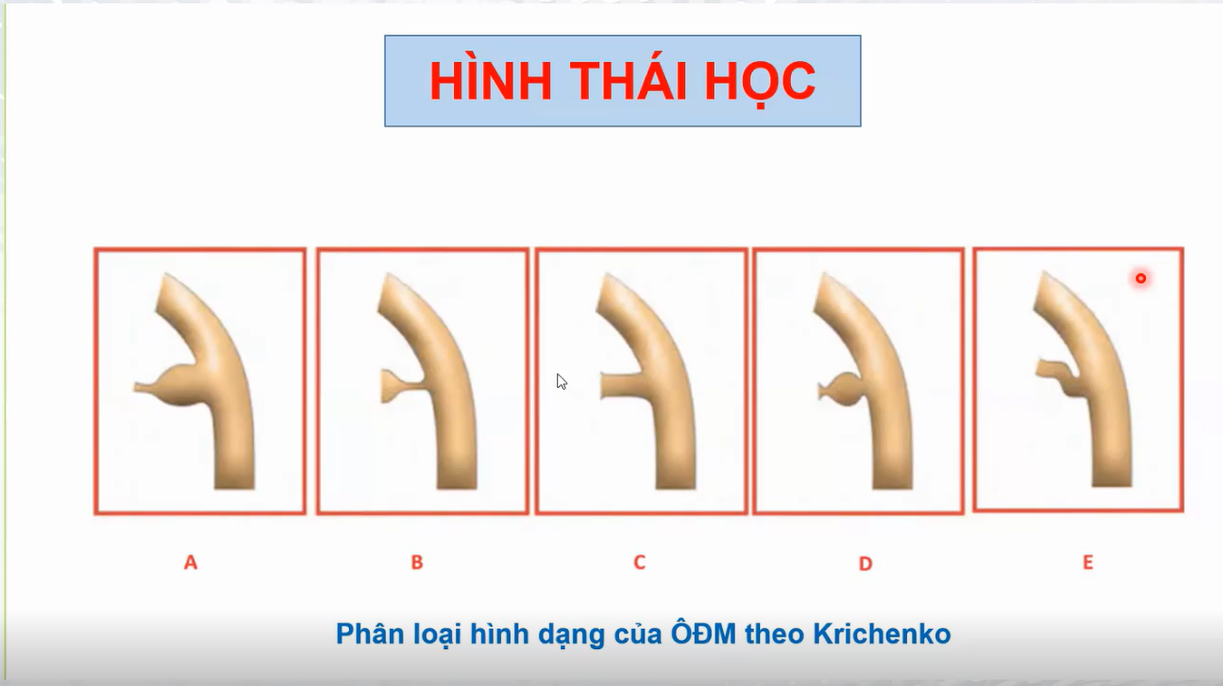 HÌNH THÁI HỌC
A
B
C
D
E
Phân loại hình dạng của ÔĐM theo Krichenko